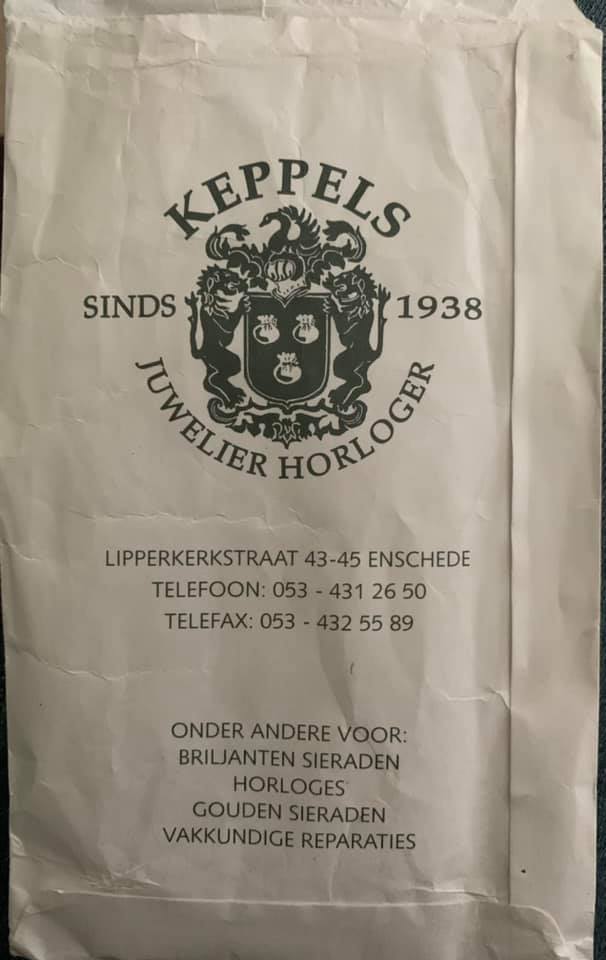 KEPPELS
SINDS 1938
JUWELIER HORLOGER
LIPPERKERKSTRAAT 43-45 ENSCHEDE
TELEFOON: 053 - 431 26 50
TELEFAX: 053 - 432 55 89
ONDER ANDERE VOOR:
BRILJANTEN SIERADEN
HORLOGES
GOUDEN SIERADEN
VAKKUNDIGE REPARATIES